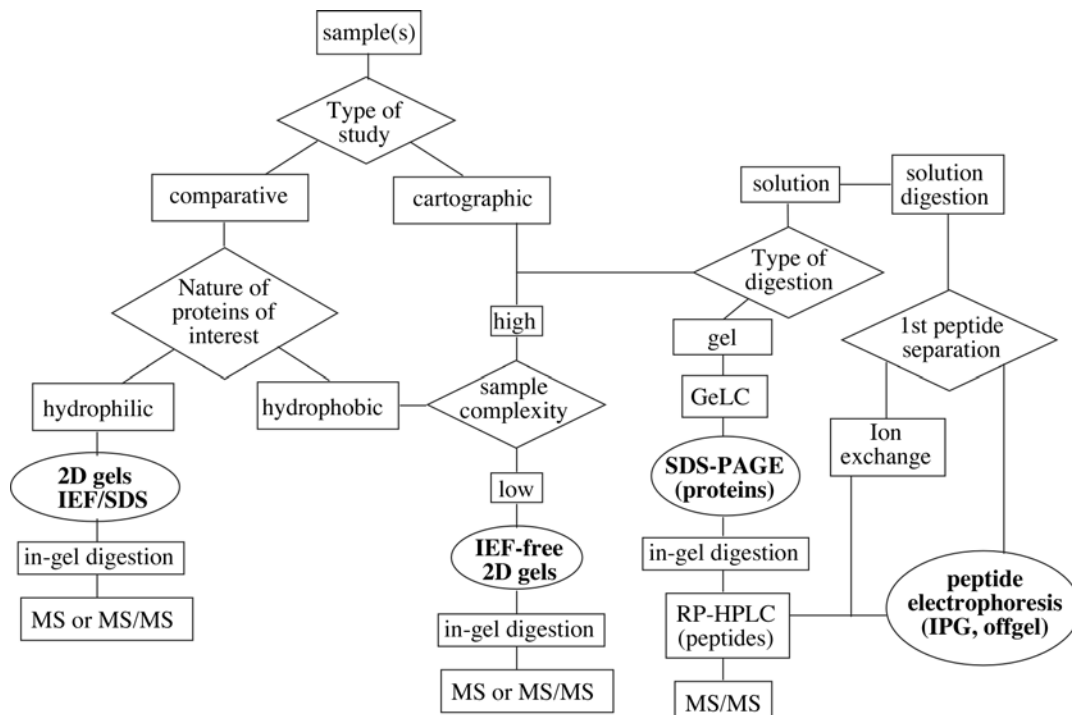 sample(s)
Type of
study
comparative
cartographic
solution
solution
digestion
Nature of
proteins of
interest
Type of
digestion
high
gel
1st peptide
separation
hydrophilic
hydrophobic
sample
complexity
GeLC
Ion
exchange
2D gels
IEF/SDS
low
SDS-PAGE
(proteins)
in-gel digestion
IEF-free
2D gels
in-gel digestion
peptide
electrophoresis
(IPG, offgel)
MS or MS/MS
in-gel digestion
RP-HPLC
(peptides)
MS or MS/MS
MS/MS